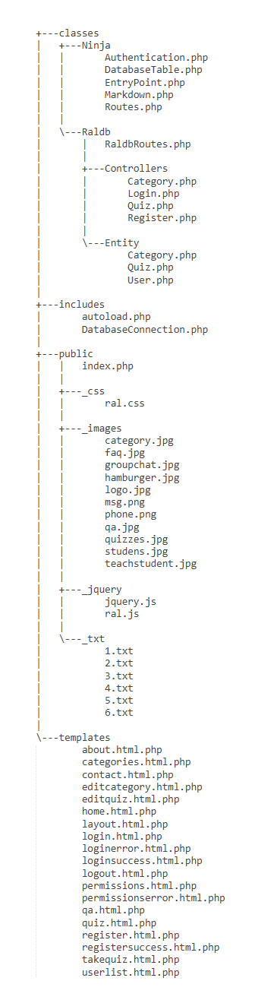 +---classes
|   +---Ninja
|   |       Authentication.php
|   |       DatabaseTable.php
|   |       EntryPoint.php
|   |       Markdown.php
|   |       Routes.php
|   |
|   \---Raldb
|       |   RaldbRoutes.php
|       |
|       +---Controllers
|       |       Category.php
|       |       Login.php
|       |       Quiz.php
|       |       Register.php
|       |
|       \---Entity
|               Category.php
|               Quiz.php
|               User.php
|
+---includes
|       autoload.php
|       DatabaseConnection.php
|
+---public
|   |   index.php
|   |
|   +---_css
|   |       ral.css
|   |
|   +---_images
|   |       category.jpg
|   |       faq.jpg
|   |       groupchat.jpg
|   |       hamburger.jpg
|   |       logo.jpg
|   |       msg.png
|   |       phone.png
|   |       qa.jpg
|   |       quizzes.jpg
|   |       studens.jpg
|   |       teachstudent.jpg
|   |
|   +---_jquery
|   |       jquery.js
|   |       ral.js
|   |
|   \---_txt
|           1.txt
|           2.txt
|           3.txt
|           4.txt
|           5.txt
|           6.txt
|
\---templates
        about.html.php
        categories.html.php
        contact.html.php
        editcategory.html.php
        editquiz.html.php
        home.html.php
        layout.html.php
        login.html.php
        loginerror.html.php
        loginsuccess.html.php
        logout.html.php
        permissions.html.php
        permissionserror.html.php
        qa.html.php
        quiz.html.php
        register.html.php
        registersuccess.html.php
        takequiz.html.php
        userlist.html.php